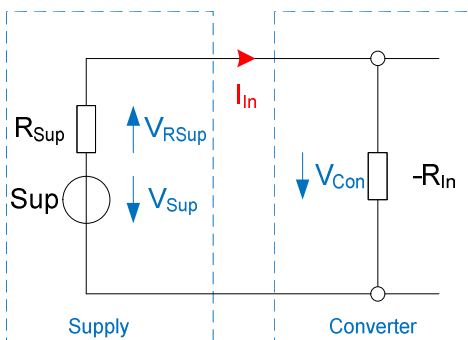 I_In
R_Sup
V_RSup
Sup
V_Sup
V_Con
-R_In
Supply
Converter